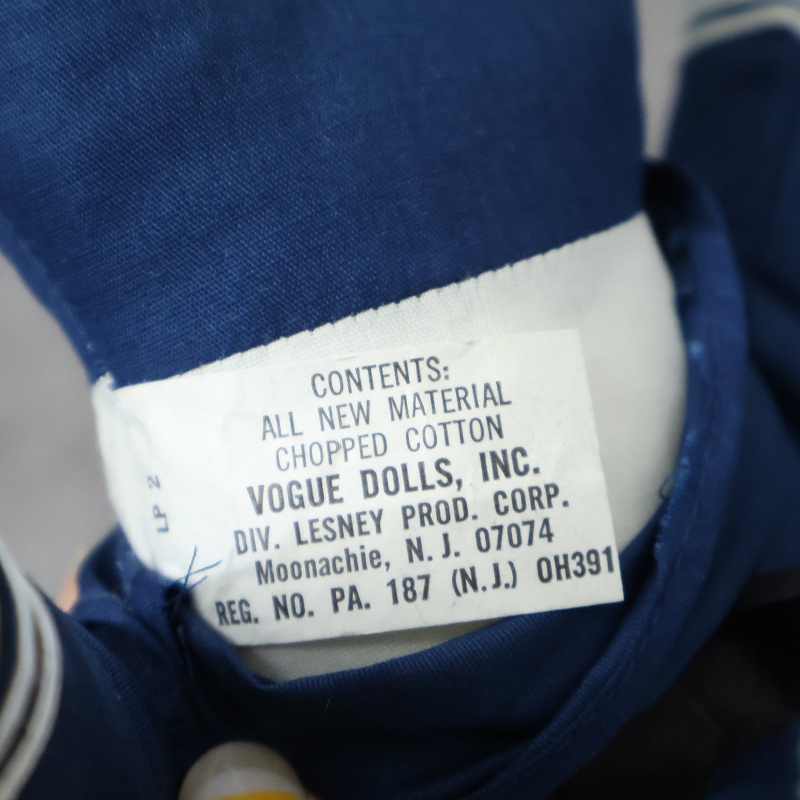 CONTENTS:
ALL NEW MATERIAL
CHOPPED COTTON
VOGUE DOLLS, INC.
DIV. LESNEY PROD. CORP.
Moonachie, N. J. 07074
REG. NO. PA. 187 (N.J.) OH391
LP 2